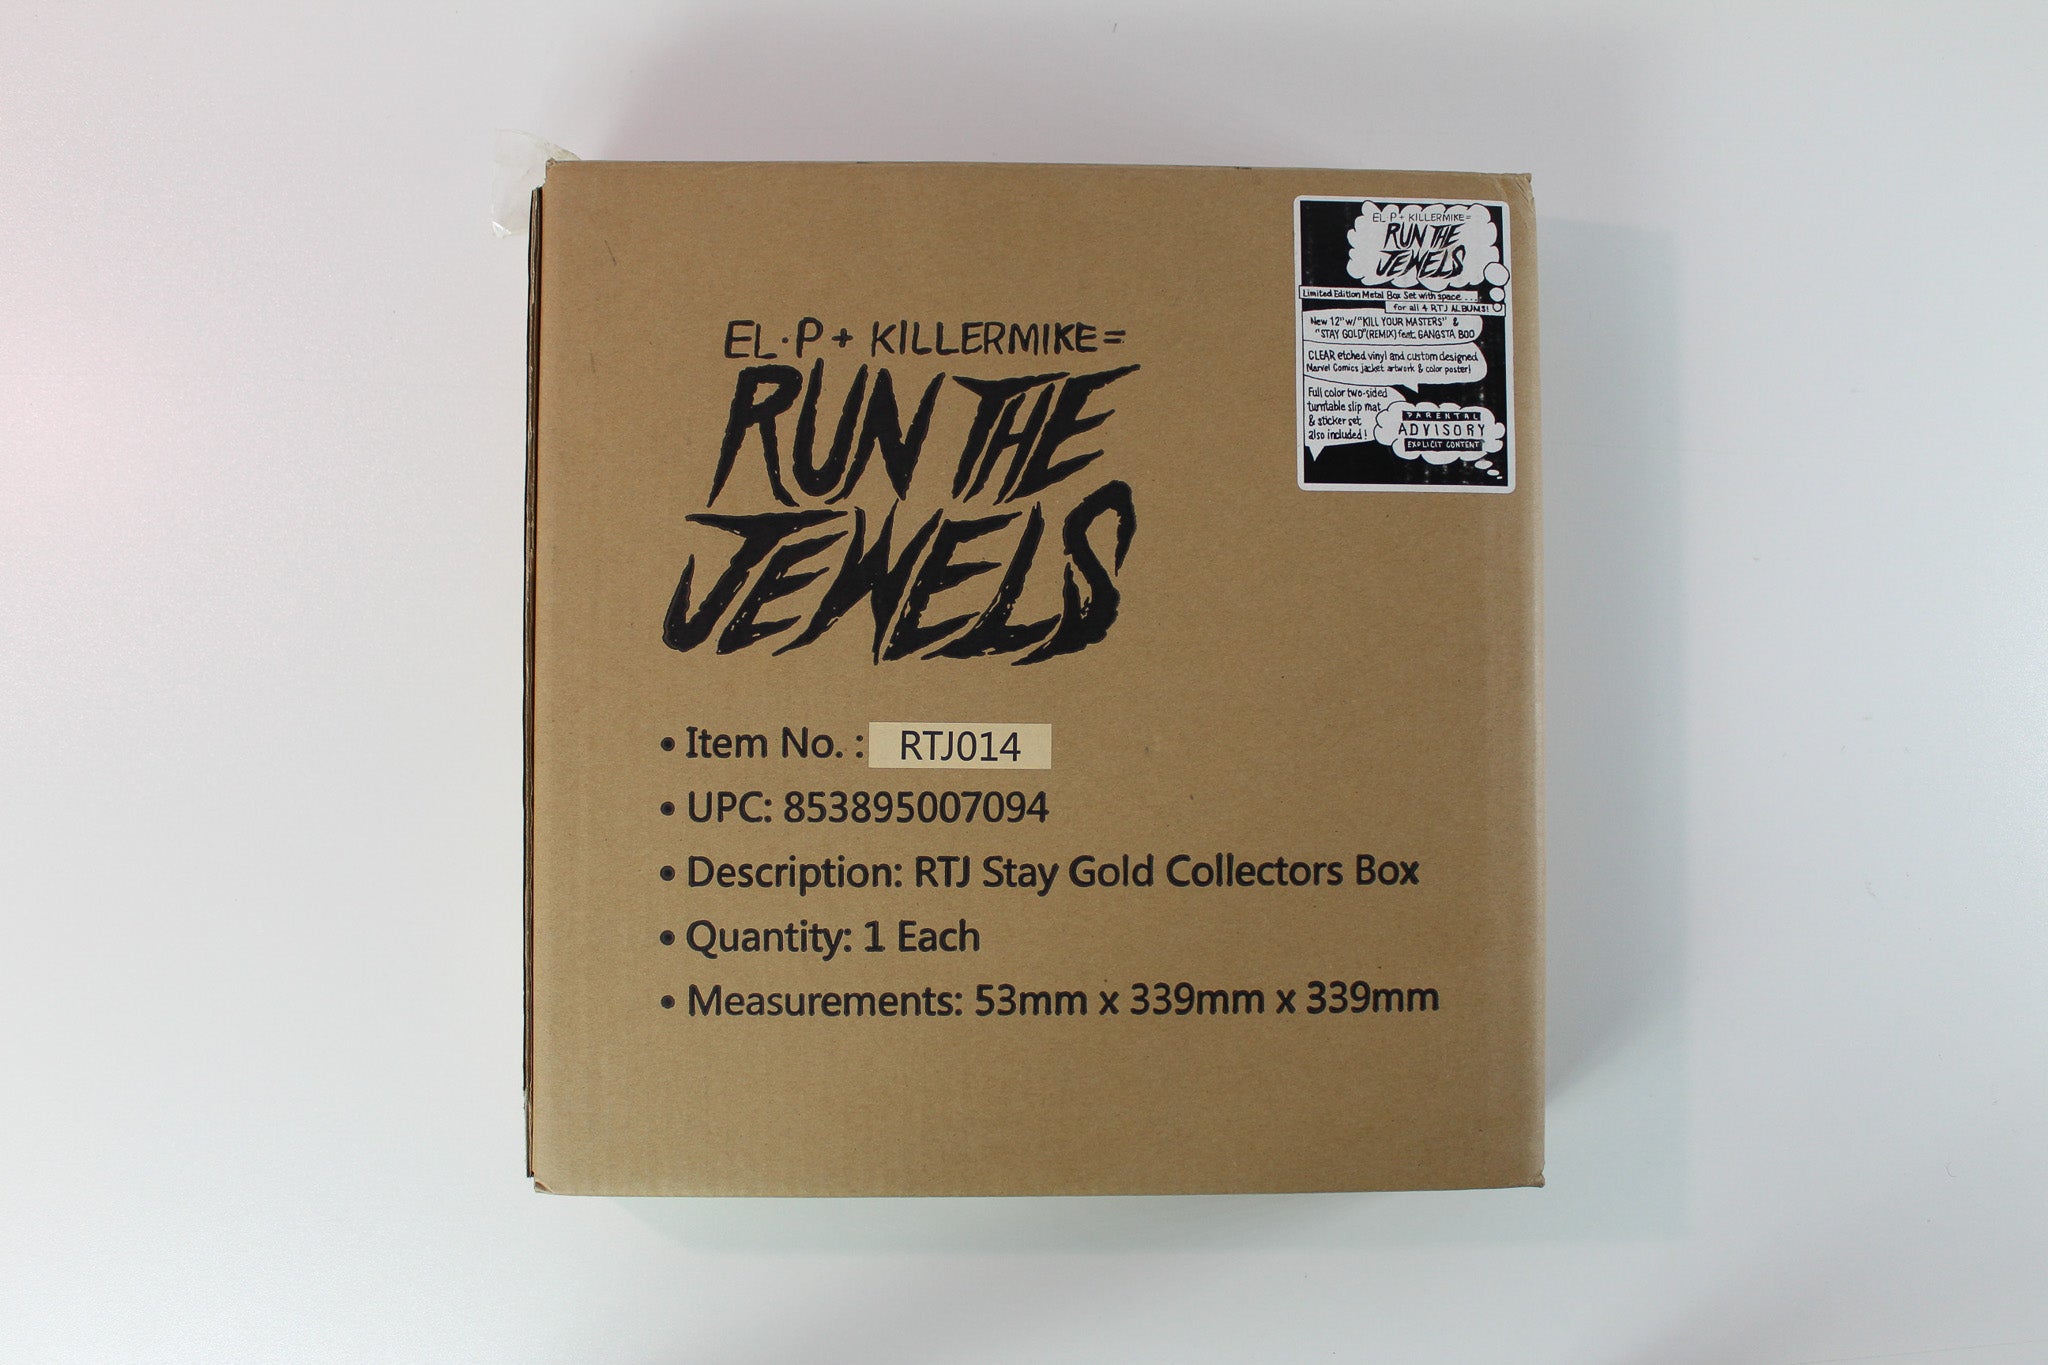 EL·P + KILLERMIKE=
RUN THE
JEWELS
• Item No. : RTJ014
• UPC: 853895007094
• Description: RTJ Stay Gold Collectors Box
• Quantity: 1 Each
• Measurements: 53mm x 339mm x 339mm
EL P + KILLERMIKE=
RUN THE
JEWELS
Limited Edition Metal Box Set with space....
for all 4 RTJ ALBUMS!
New 12" w/ "KILL YOUR MASTERS" &
"STAY GOLD" (REMIX) feat. GANGSTA BOO
CLEAR etched vinyl and custom designed
Marvel Comics jacket artwork & color poster!
Full color two-sided
turntable slip mat
& sticker set
also included!
PARENTAL
ADVISORY
EXPLICIT CONTENT